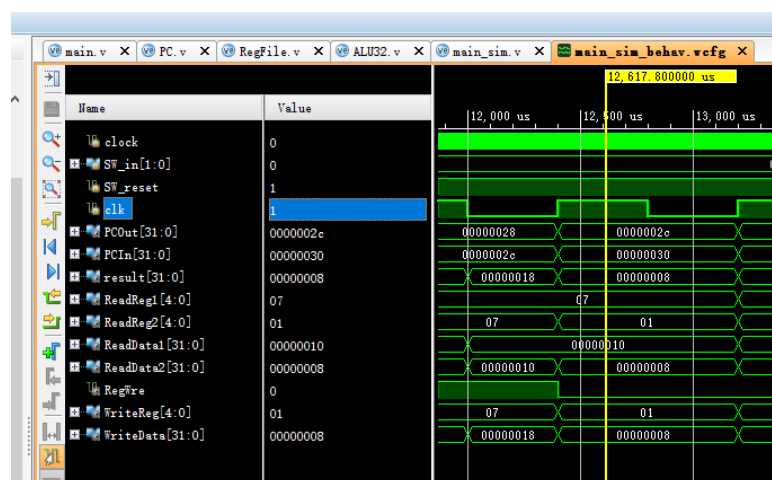 main.v X PC.v X RegFile.v X ALU32.v X main_sim.v X main_sim_behav.wcfg X
12,617.800000 us
Name Value
12,000 us 12,500 us 13,000 us
clock 0
SW_in[1:0] 0
SW_reset 1
clk 1
PCOut[31:0] 0000002c 00000028 0000002c
PCIn[31:0] 00000030 0000002c 00000030
result[31:0] 00000008 00000018 00000008
ReadReg1[4:0] 07 07
ReadReg2[4:0] 01 07 01
ReadData1[31:0] 00000010 00000010
ReadData2[31:0] 00000008 00000010 00000008
RegWre 0
WriteReg[4:0] 01 07 01
WriteData[31:0] 00000008 00000018 00000008